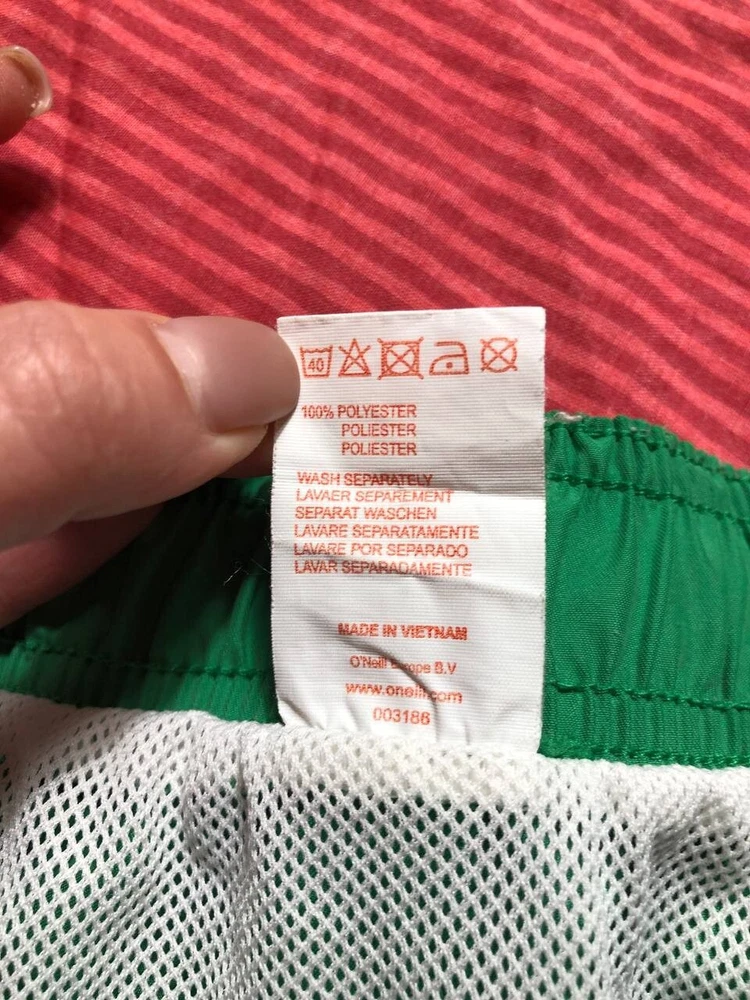 40
100% POLYESTER
POLIESTER
POLIESTER
WASH SEPARATELY
LAVAER SEPAREMENT
SEPARAT WASCHEN
LAVARE SEPARATAMENTE
LAVARE POR SEPARADO
LAVAR SEPARADAMENTE
MADE IN VIETNAM
O'Neill Europe B.V
www.oneill.com
003186